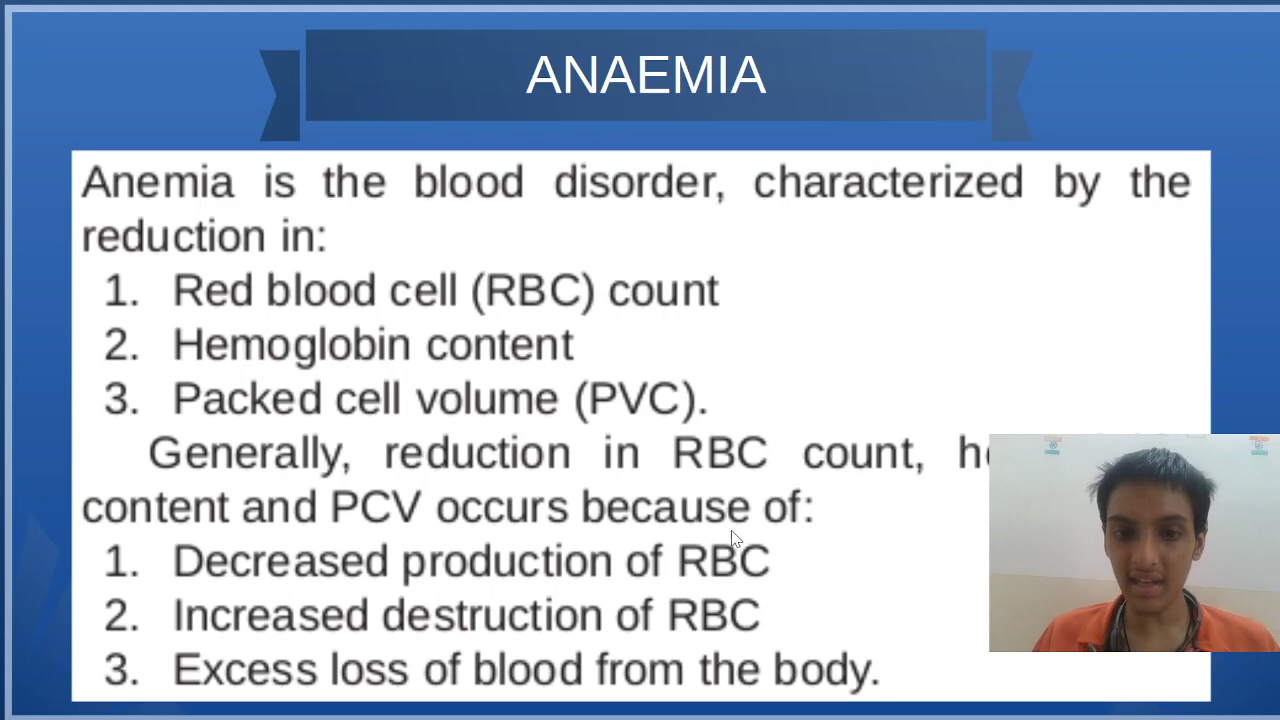 ANAEMIA
Anemia is the blood disorder, characterized by the
reduction in:
1. Red blood cell (RBC) count
2. Hemoglobin content
3. Packed cell volume (PVC).
Generally, reduction in RBC count,
content and PCV occurs because of:
1. Decreased production of RBC
2. Increased destruction of RBC
3. Excess loss of blood from the body.